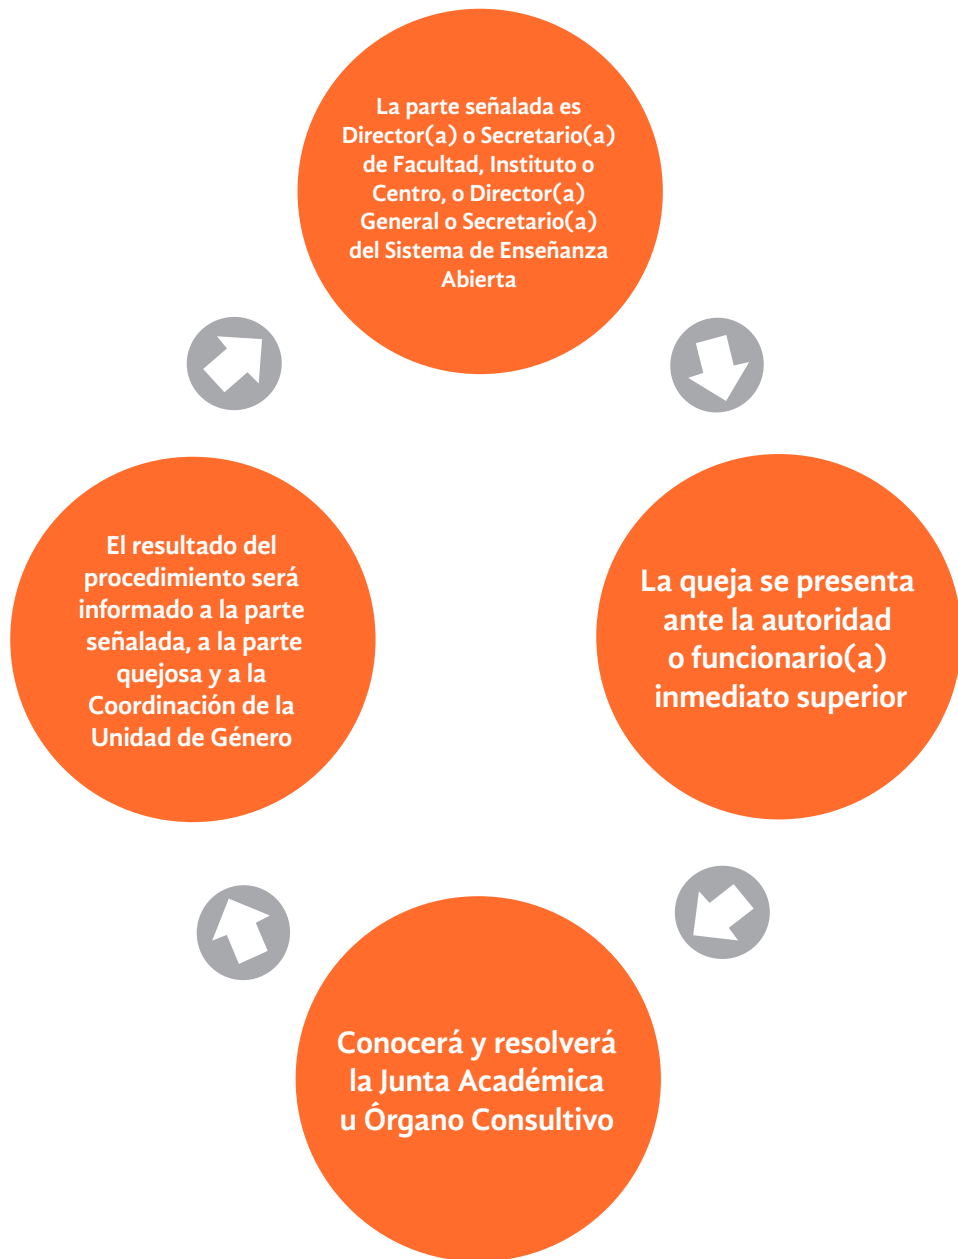 La parte señalada es
Director(a) o Secretario(a)
de Facultad, Instituto o
Centro, o Director(a)
General o Secretario(a)
del Sistema de Enseñanza
Abierta
La queja se presenta
ante la autoridad
o funcionario(a)
inmediato superior
Conocerá y resolverá
la Junta Académica
u Órgano Consultivo
El resultado del
procedimiento será
informado a la parte
señalada, a la parte
quejosa y a la
Coordinación de la
Unidad de Género